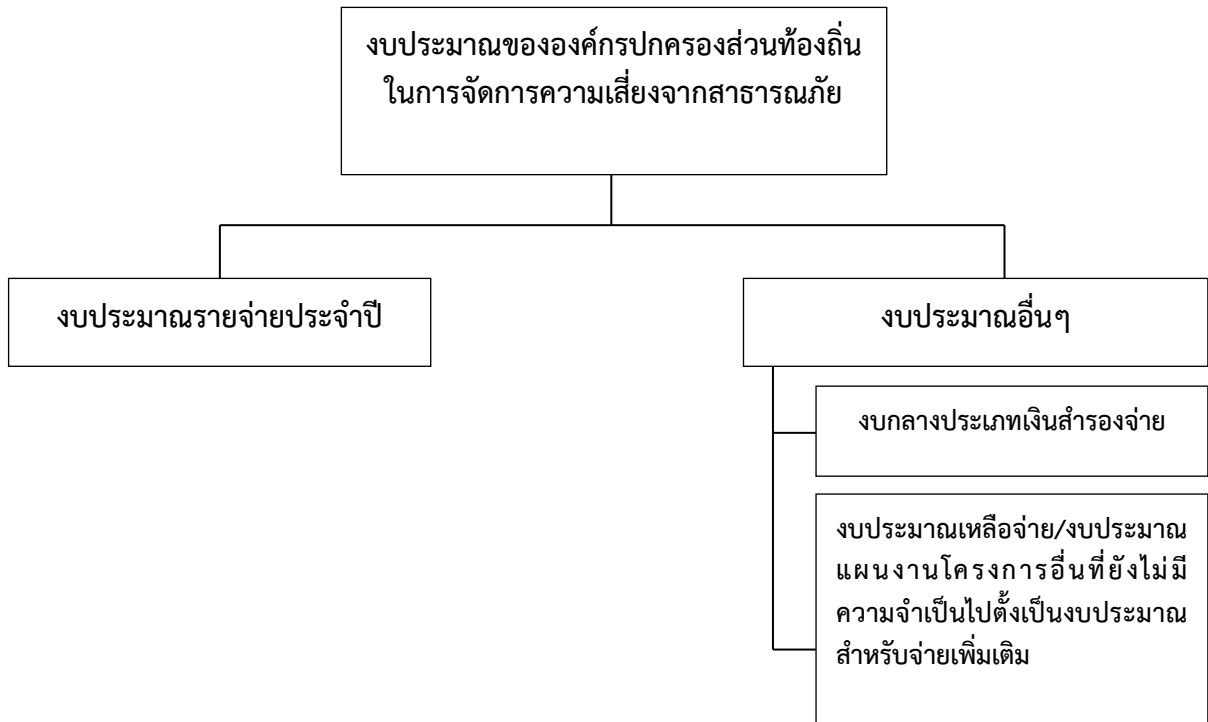 งบประมาณขององค์กรปกครองส่วนท้องถิ่น
ในการจัดการความเสี่ยงจากสาธารณภัย
งบประมาณรายจ่ายประจำปี
งบประมาณอื่นๆ
งบกลางประเภทเงินสำรองจ่าย
งบประมาณเหลือจ่าย/งบประมาณ
แผนงานโครงการอื่นที่ยังไม่มี
ความจำเป็นไปตั้งเป็นงบประมาณ
สำหรับจ่ายเพิ่มเติม